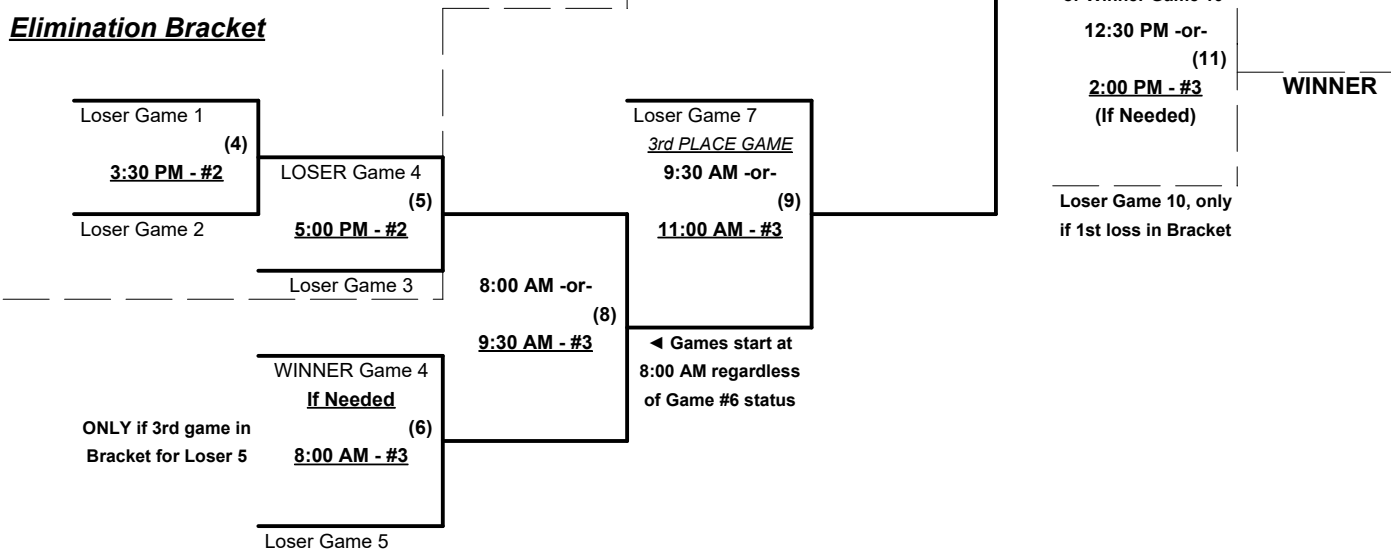 Elimination Bracket
Loser Game 1
(4)
3:30 PM - #2
Loser Game 2
LOSER Game 4
(5)
5:00 PM - #2
Loser Game 3
WINNER Game 4
If Needed
(6)
8:00 AM - #3
Loser Game 5
ONLY if 3rd game in
Bracket for Loser 5
8:00 AM -or-
(8)
9:30 AM - #3
◄ Games start at
8:00 AM regardless
of Game #6 status
Loser Game 7
3rd PLACE GAME
9:30 AM -or-
(9)
11:00 AM - #3
12:30 PM -or-
(11)
2:00 PM - #3
(If Needed)
Loser Game 10, only
if 1st loss in Bracket
WINNER